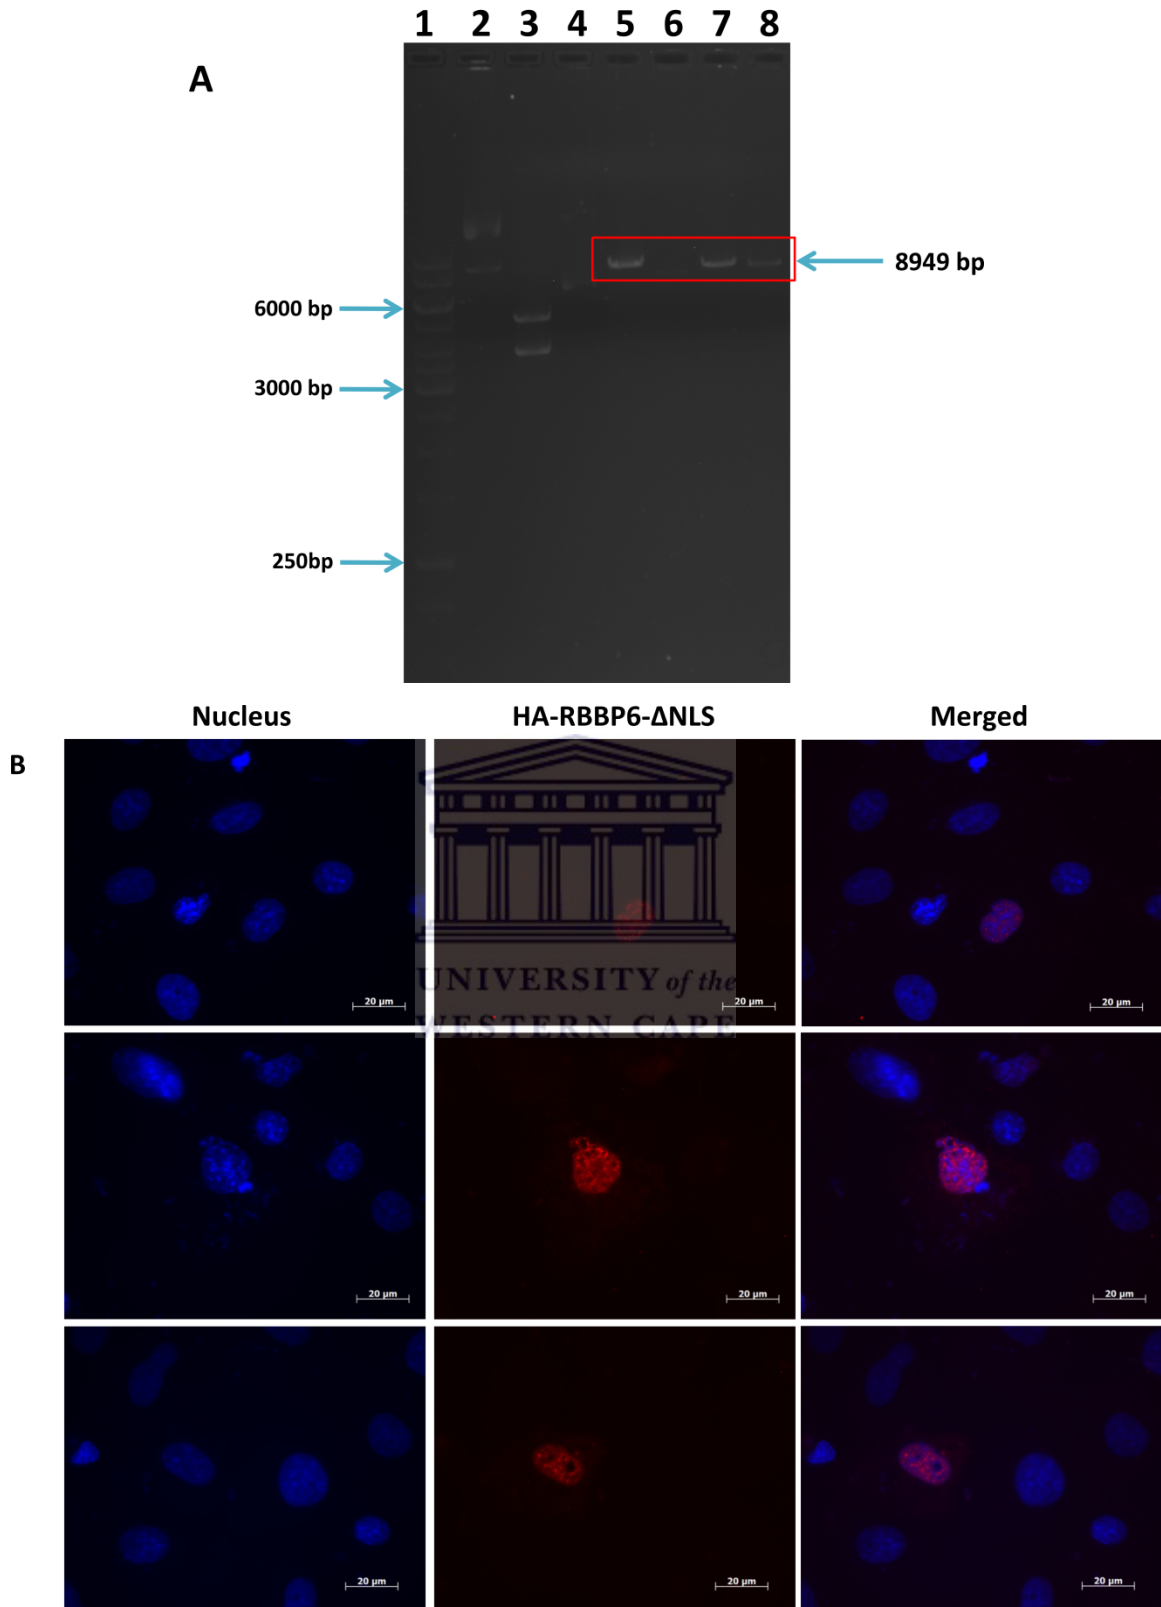 1 2 3 4 5 6 7 8
A
8949 bp
6000 bp
3000 bp
250bp
Nucleus HA-RBBP6-ΔNLS Merged
B
UNIVERSITY of the
WESTERN CAPE
20 µm 20 µm 20 µm
20 µm 20 µm 20 µm
20 µm 20 µm 20 µm